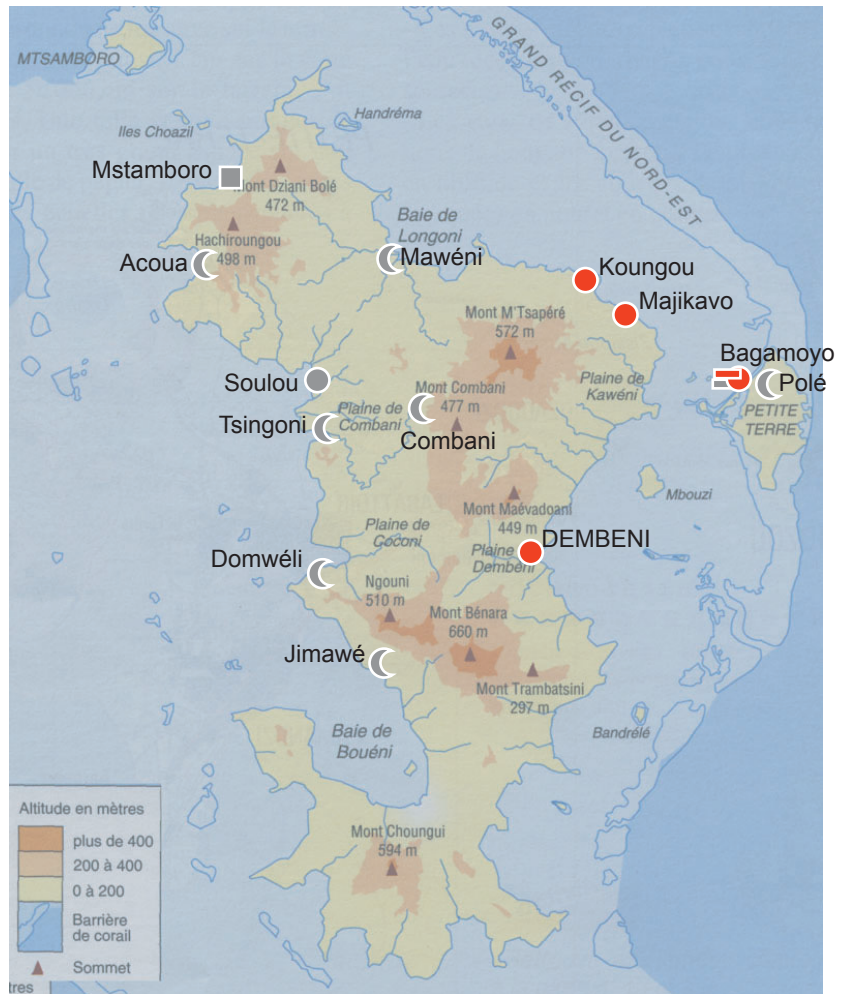 MTSAMBORO
GRAND RÉCIF DU NORD-EST
Handréma
Iles Choazil
Mstamboro
Mont Dziani Bolé
472 m
Baie de
Longoni
Hachiroungou
498 m
Acoua
Mawéni
Koungou
Majikavo
Mont M'Tsapéré
572 m
Bagamoyo
Polé
PETITE
TERRE
Soulou
Mont Combani
477 m
Plaine de
Kawéni
Plaine de
Combani
Tsingoni
Combani
Mbouzi
Mont Maévadoani
449 m
Plaine de
Coconi
DEMBENI
Plaine
Dembéni
Domwéli
Ngouni
510 m
Mont Bénara
660 m
Jimawé
Mont Trambatsini
297 m
Baie de
Bouéni
Bandrélé
Mont Choungui
594 m
Altitude en mètres
plus de 400
200 à 400
0 à 200
Barrière
de corail
Sommet
tres